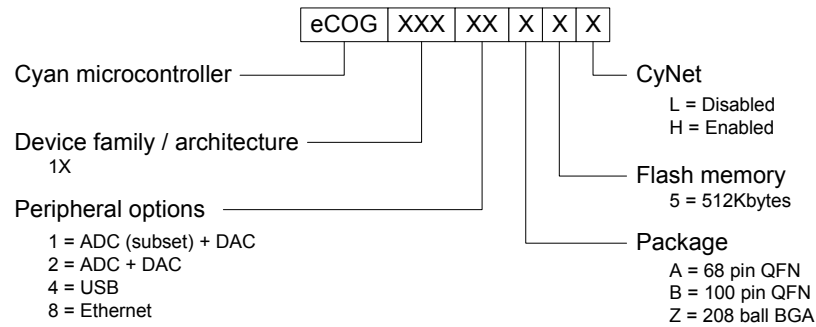 eCOG XXX XX X X X
Cyan microcontroller
Device family / architecture
1X
Peripheral options
1 = ADC (subset) + DAC
2 = ADC + DAC
4 = USB
8 = Ethernet
CyNet
L = Disabled
H = Enabled
Flash memory
5 = 512Kbytes
Package
A = 68 pin QFN
B = 100 pin QFN
Z = 208 ball BGA